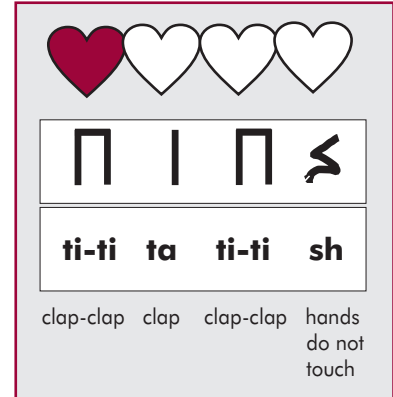 ti-ti ta ti-ti sh
clap-clap clap clap-clap hands
do not
touch